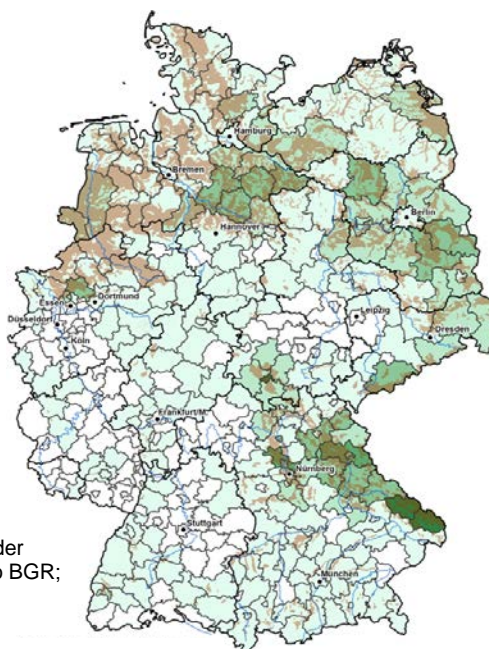 Hamburg
Bremen
Berlin
Hannover
Essen
Dortmund
Düsseldorf
Leipzig
Köln
Dresden
Frankfurt/M.
Nürnberg
der
o BGR;
Stuttgart
München